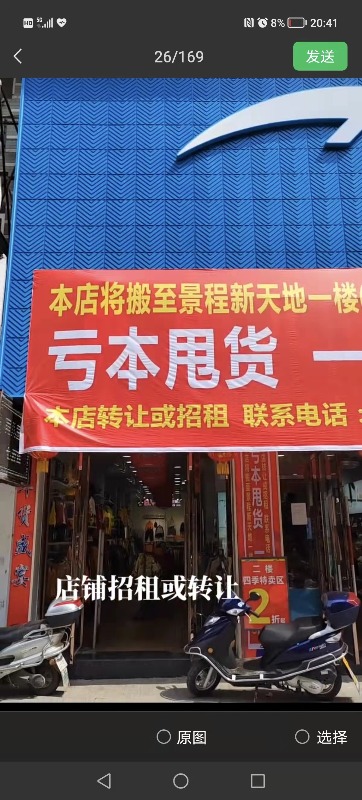 8% 20:41
26/169
发送
本店将搬至景程新天地一楼
亏本甩货 一
本店转让或招租 联系电话：
亏本甩货
二楼
四季特卖区
2折起
店铺招租或转让
原图
选择